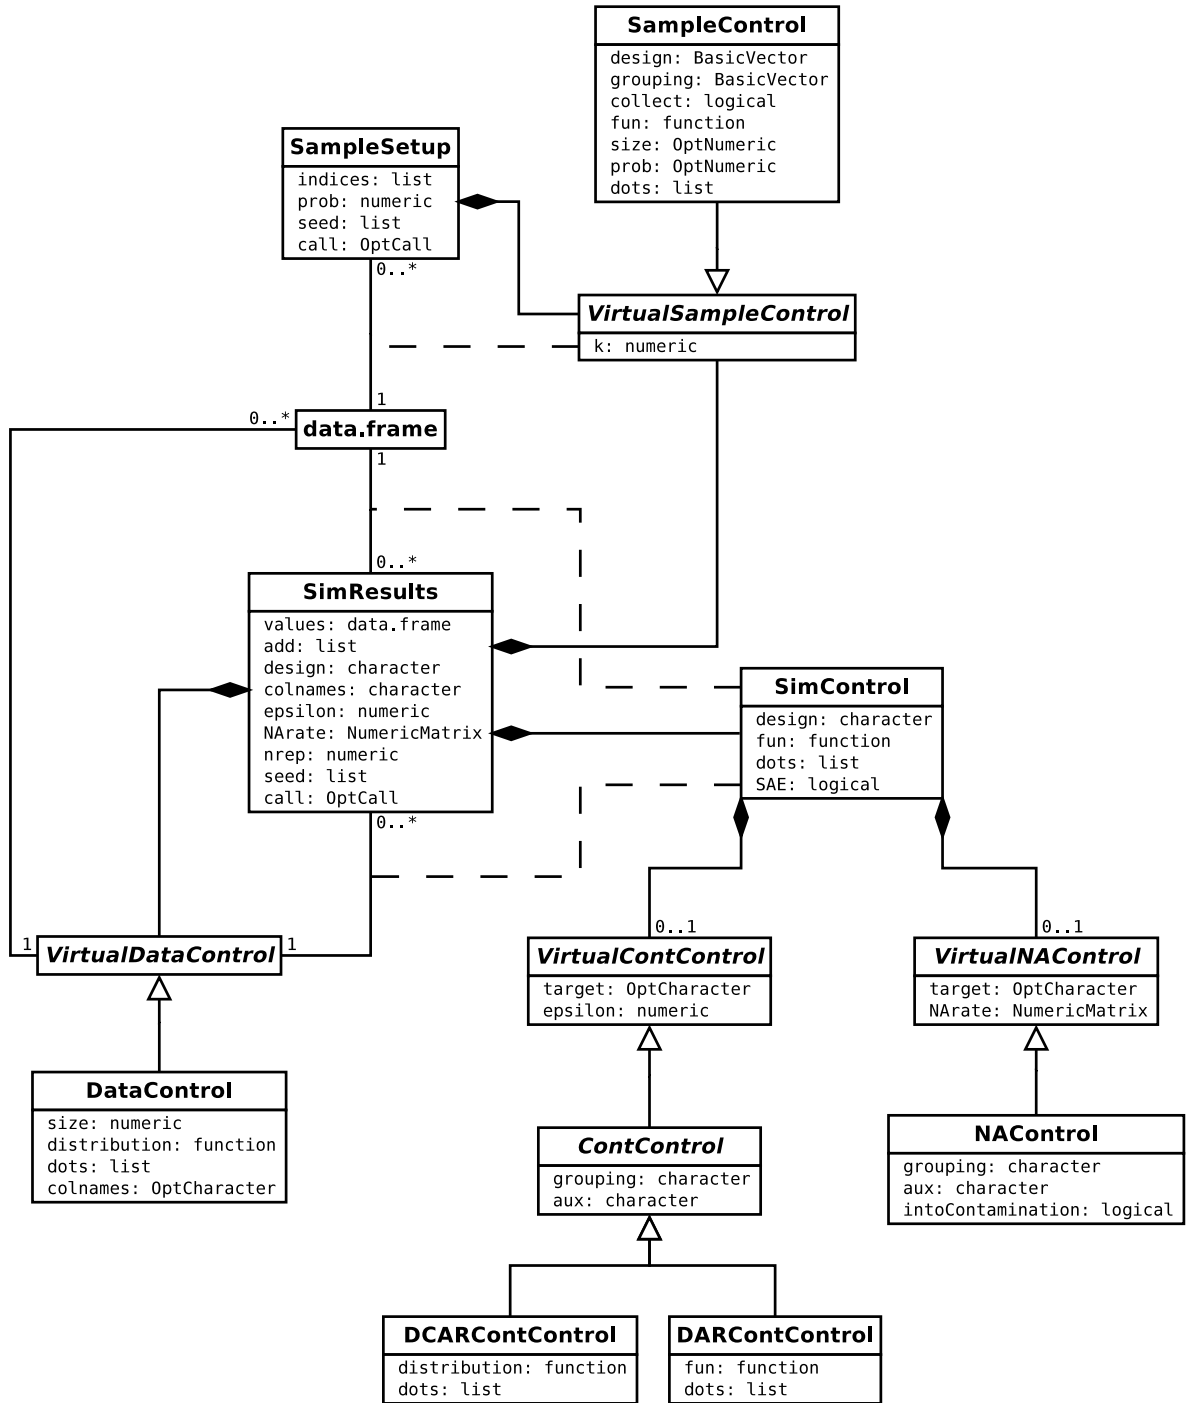 SampleControl
design: BasicVector
grouping: BasicVector
collect: logical
fun: function
size: OptNumeric
prob: OptNumeric
dots: list
SampleSetup
indices: list
prob: numeric
seed: list
call: OptCall
0..*
VirtualSampleControl
k: numeric
1
0..*
data.frame
1
0..*
SimResults
values: data.frame
add: list
design: character
colnames: character
epsilon: numeric
NArate: NumericMatrix
nrep: numeric
seed: list
call: OptCall
0..*
SimControl
design: character
fun: function
dots: list
SAE: logical
1
VirtualDataControl
1
0..1
VirtualContControl
target: OptCharacter
epsilon: numeric
0..1
VirtualNAControl
target: OptCharacter
NArate: NumericMatrix
DataControl
size: numeric
distribution: function
dots: list
colnames: OptCharacter
ContControl
grouping: character
aux: character
NAControl
grouping: character
aux: character
intoContamination: logical
DCARContControl
distribution: function
dots: list
DARContControl
fun: function
dots: list